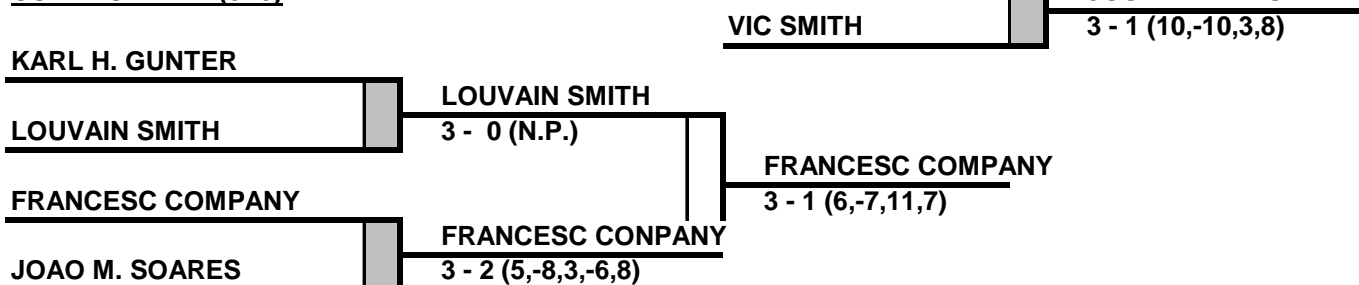 VIC SMITH
3 - 1 (10,-10,3,8)
KARL H. GUNTER
LOUVAIN SMITH
LOUVAIN SMITH
3 -  0 (N.P.)
FRANCESC COMPANY
3 - 1 (6,-7,11,7)
FRANCESC COMPANY
FRANCESC CONPANY
JOAO M. SOARES
3 - 2 (5,-8,3,-6,8)